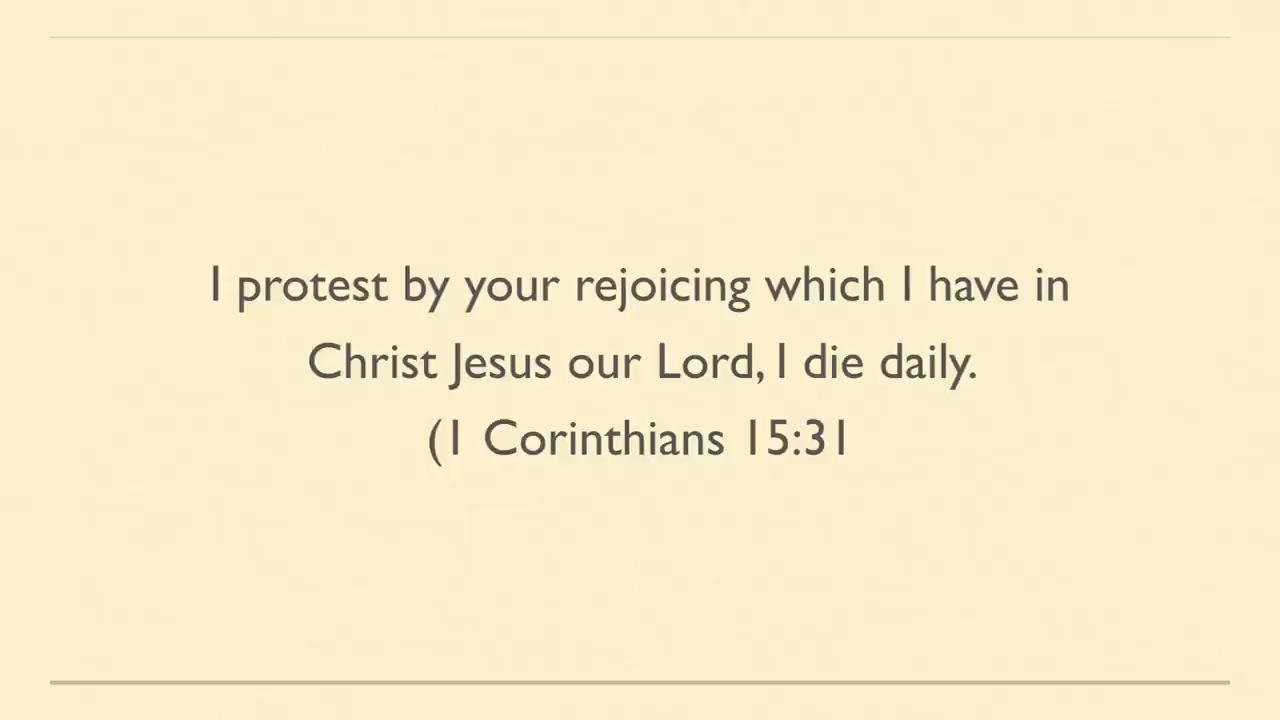 I protest by your rejoicing which I have in
Christ Jesus our Lord, I die daily.
(1 Corinthians 15:31